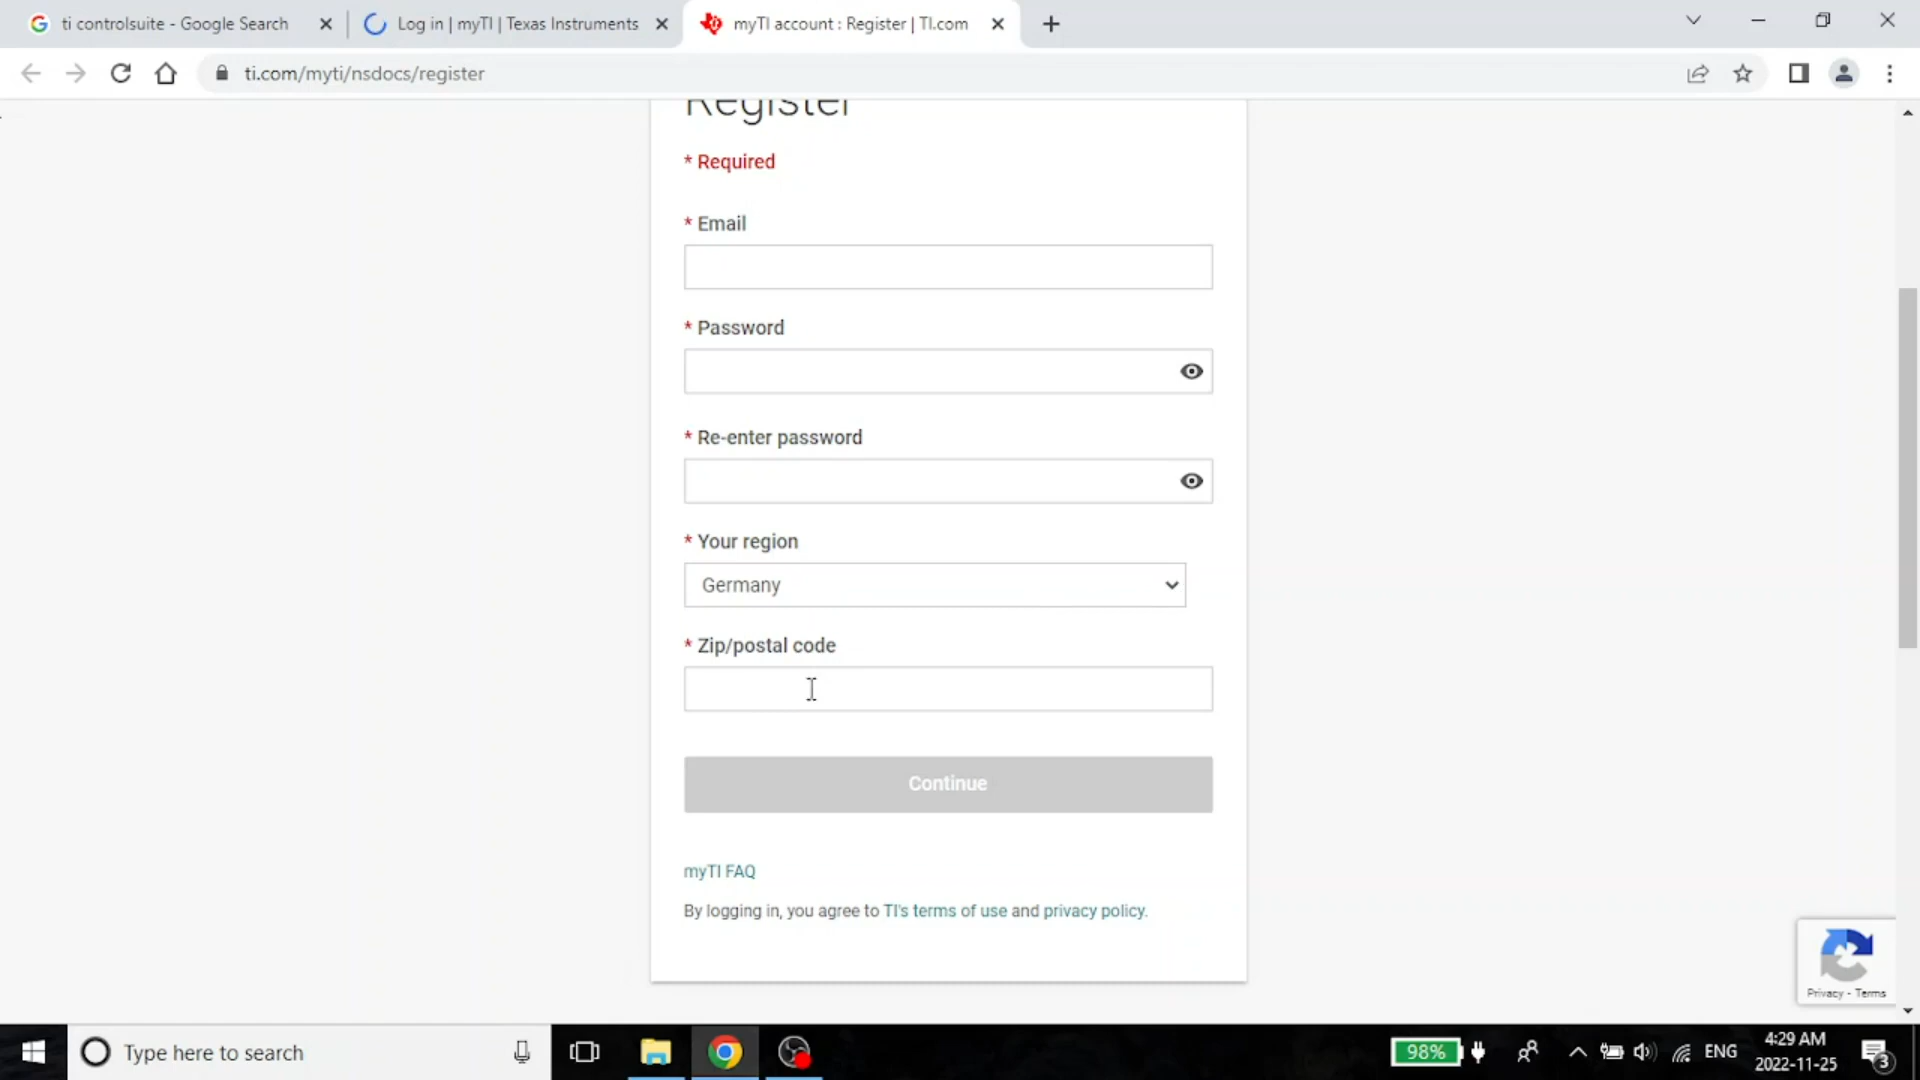 ti controlsuite - Google Search
Log in | myTI | Texas Instruments
myTI account : Register | TI.com
ti.com/myti/nsdocs/register
Register
* Required
* Email
* Password
* Re-enter password
* Your region
Germany
* Zip/postal code
Continue
myTI FAQ
By logging in, you agree to TI's terms of use and privacy policy.
Privacy - Terms
Type here to search
98%
ENG
4:29 AM
2022-11-25
3